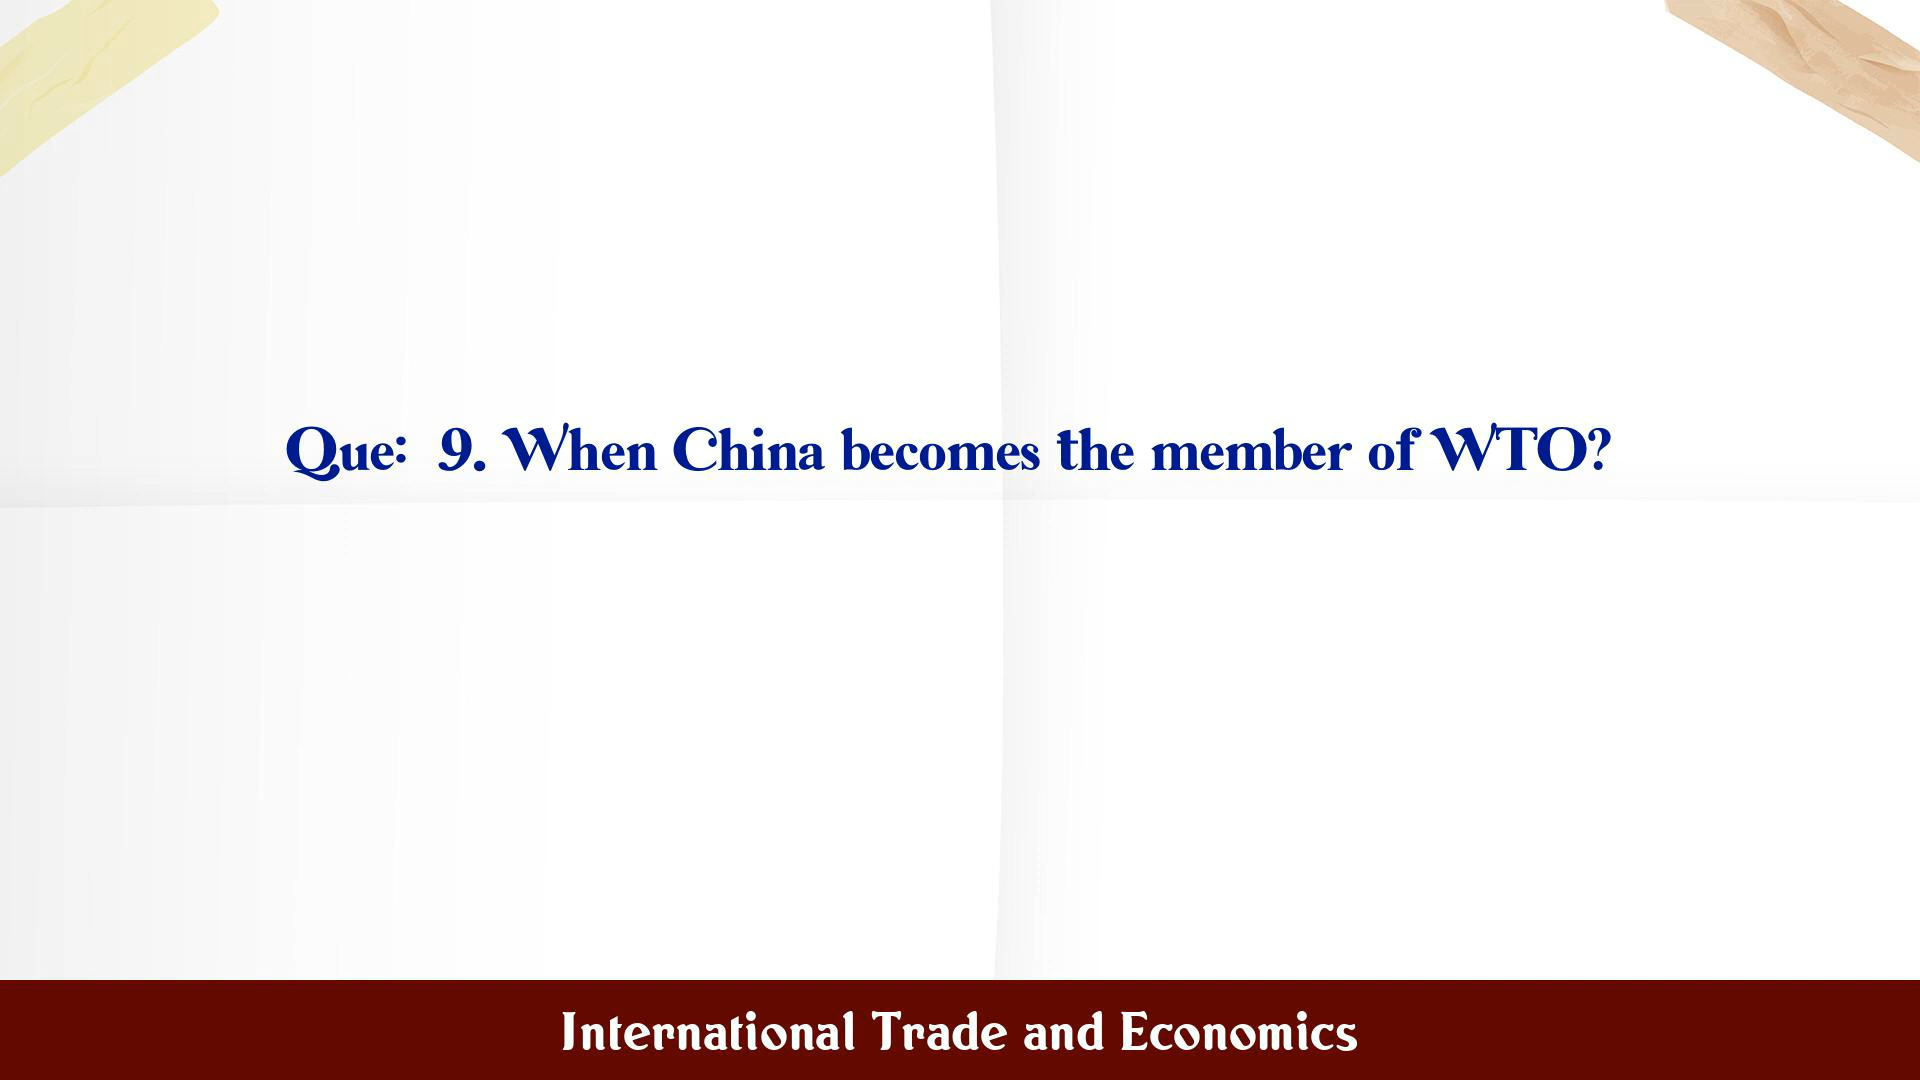 Que:  9. When China becomes the member of WTO?
International Trade and Economics